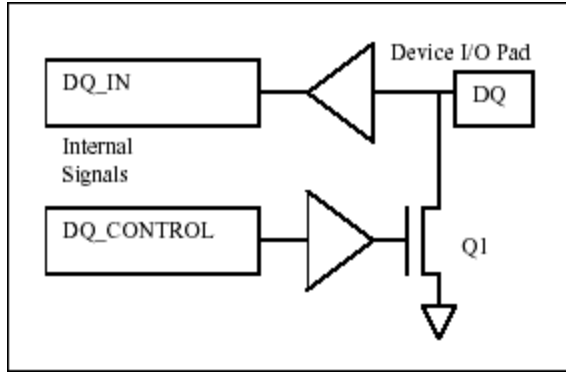 Device I/O Pad
DQ_IN
DQ
Internal
Signals
DQ_CONTROL
Q1